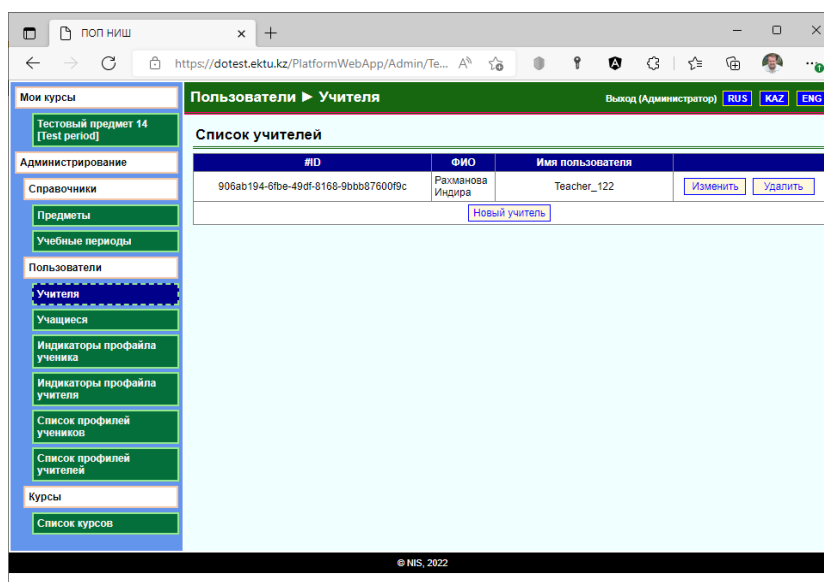 ПОП НИШ
https://dotest.ektu.kz/PlatformWebApp/Admin/Te...
Мои курсы
Тестовый предмет 14
[Test period]
Администрирование
Справочники
Предметы
Учебные периоды
Пользователи
Учителя
Учащиеся
Индикаторы профайла
ученика
Индикаторы профайла
учителя
Список профилей
учеников
Список профилей
учителей
Курсы
Список курсов
Пользователи ► Учителя
Выход (Администратор) RUS KAZ ENG
Список учителей
#ID ФИО Имя пользователя
906ab194-6fbe-49df-8168-9bbb87600f9c Рахманова
Индира Teacher_122 Изменить Удалить
Новый учитель
© NIS, 2022